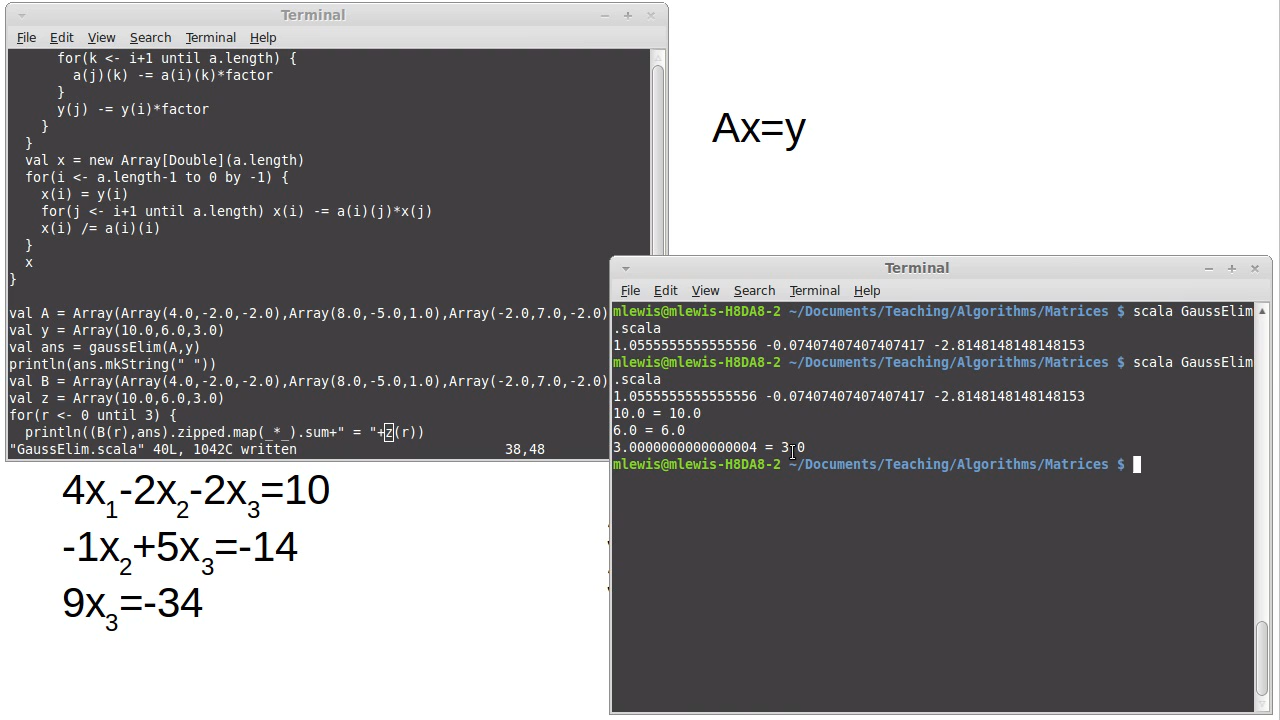 Terminal
File Edit View Search Terminal Help
for(k <- i+1 until a.length) {
a(j)(k) -= a(i)(k)*factor
}
y(j) -= y(i)*factor
}
}
val x = new Array[Double](a.length)
for(i <- a.length-1 to 0 by -1) {
x(i) = y(i)
for(j <- i+1 until a.length) x(i) -= a(i)(j)*x(j)
x(i) /= a(i)(i)
}
x
}
val A = Array(Array(4.0,-2.0,-2.0),Array(8.0,-5.0,1.0),Array(-2.0,7.0,-2.0)
val y = Array(10.0,6.0,3.0)
val ans = gaussElim(A,y)
println(ans.mkString(" "))
val B = Array(Array(4.0,-2.0,-2.0),Array(8.0,-5.0,1.0),Array(-2.0,7.0,-2.0)
val z = Array(10.0,6.0,3.0)
for(r <- 0 until 3) {
println((B(r),ans).zipped.map(_*_).sum+" = "+z(r))
"GaussElim.scala" 40L, 1042C written 38,48
Ax=y
Terminal
File Edit View Search Terminal Help
mlewis@mlewis-H8DA8-2 ~/Documents/Teaching/Algorithms/Matrices $ scala GaussElim
.scala
1.0555555555555556 -0.07407407407407417 -2.8148148148148153
mlewis@mlewis-H8DA8-2 ~/Documents/Teaching/Algorithms/Matrices $ scala GaussElim
.scala
1.0555555555555556 -0.07407407407407417 -2.8148148148148153
10.0 = 10.0
6.0 = 6.0
3.0000000000000004 = 3.0
mlewis@mlewis-H8DA8-2 ~/Documents/Teaching/Algorithms/Matrices $
4x₁-2x₂-2x₃=10
-1x₂+5x₃=-14
9x₃=-34